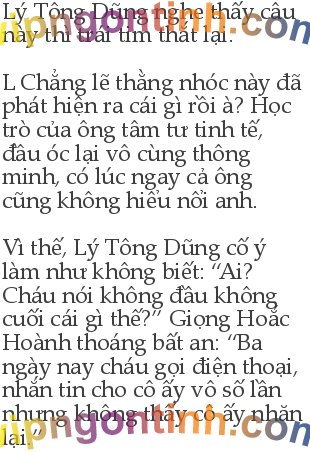 Lý Tông Dũng nghe thấy câu
này thì trái tim thắt lại.
L Chẳng lẽ thằng nhóc này đã
phát hiện ra cái gì rồi à? Học
trò của ông tâm tư tinh tế,
đầu óc lại vô cùng thông
minh, có lúc ngay cả ông
cũng không hiểu nổi anh.
Vì thế, Lý Tông Dũng cố ý
làm như không biết: “Ai?
Cháu nói không đầu không
cuối cái gì thế?” Giọng Hoắc
Hoành thoáng bất an: “Ba
ngày nay cháu gọi điện thoại,
nhắn tin cho cô ấy vô số lần
nhưng không thấy cô ấy nhắn
lại.”
vipngontinh.com
vipngontinh.com